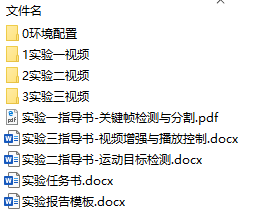 文件名
0环境配置
1实验一视频
2实验二视频
3实验三视频
实验一指导书-关键帧检测与分割.pdf
实验三指导书-视频增强与播放控制.docx
实验二指导书-运动目标检测.docx
实验任务书.docx
实验报告模板.docx